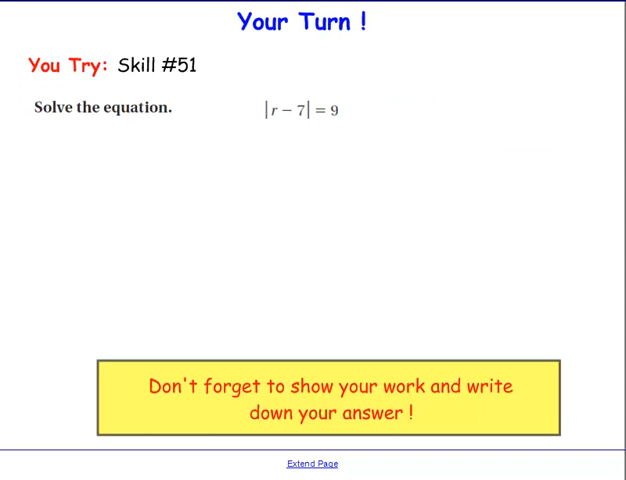 Your Turn !
You Try: Skill #51
Solve the equation. |r − 7| = 9
Don't forget to show your work and write
down your answer !
Extend Page